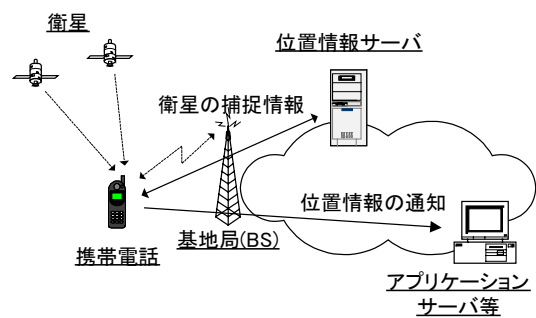 衛星
位置情報サーバ
衛星の捕捉情報
位置情報の通知
基地局(BS)
携帯電話
アプリケーション
サーバ等